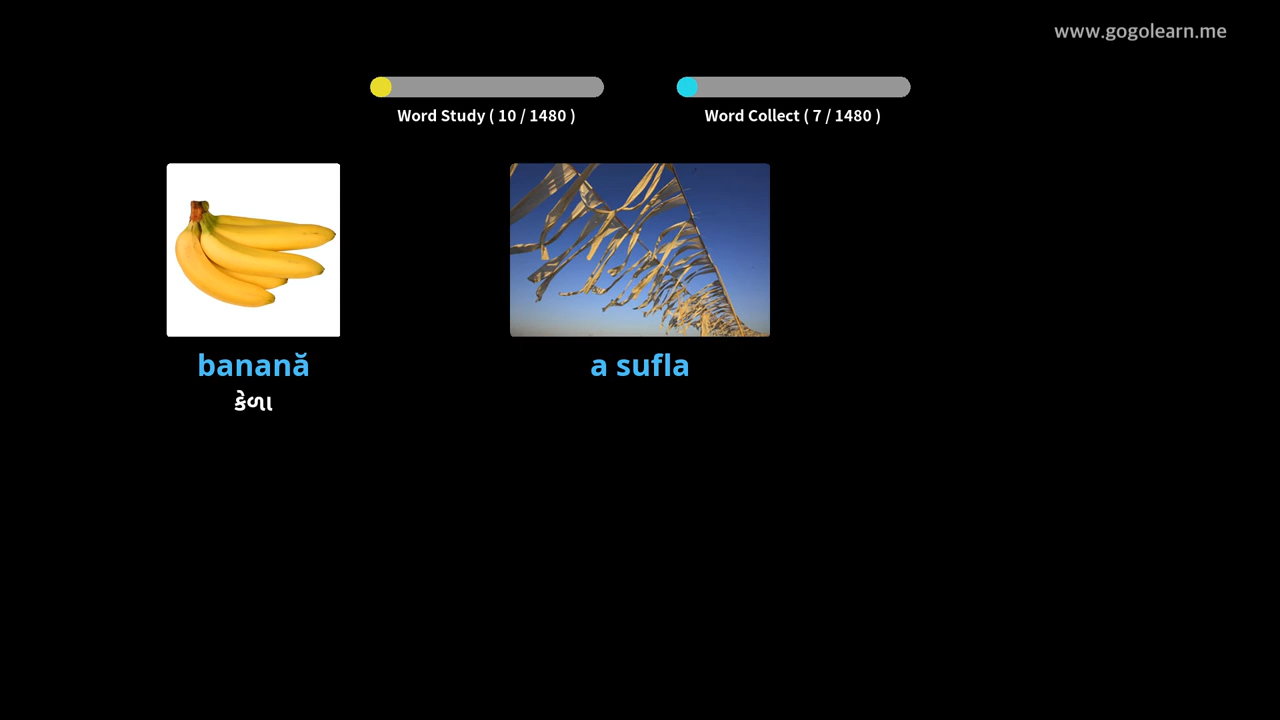 www.gogolearn.me
Word Study ( 10 / 1480 )
Word Collect ( 7 / 1480 )
banană
કેળા
a sufla